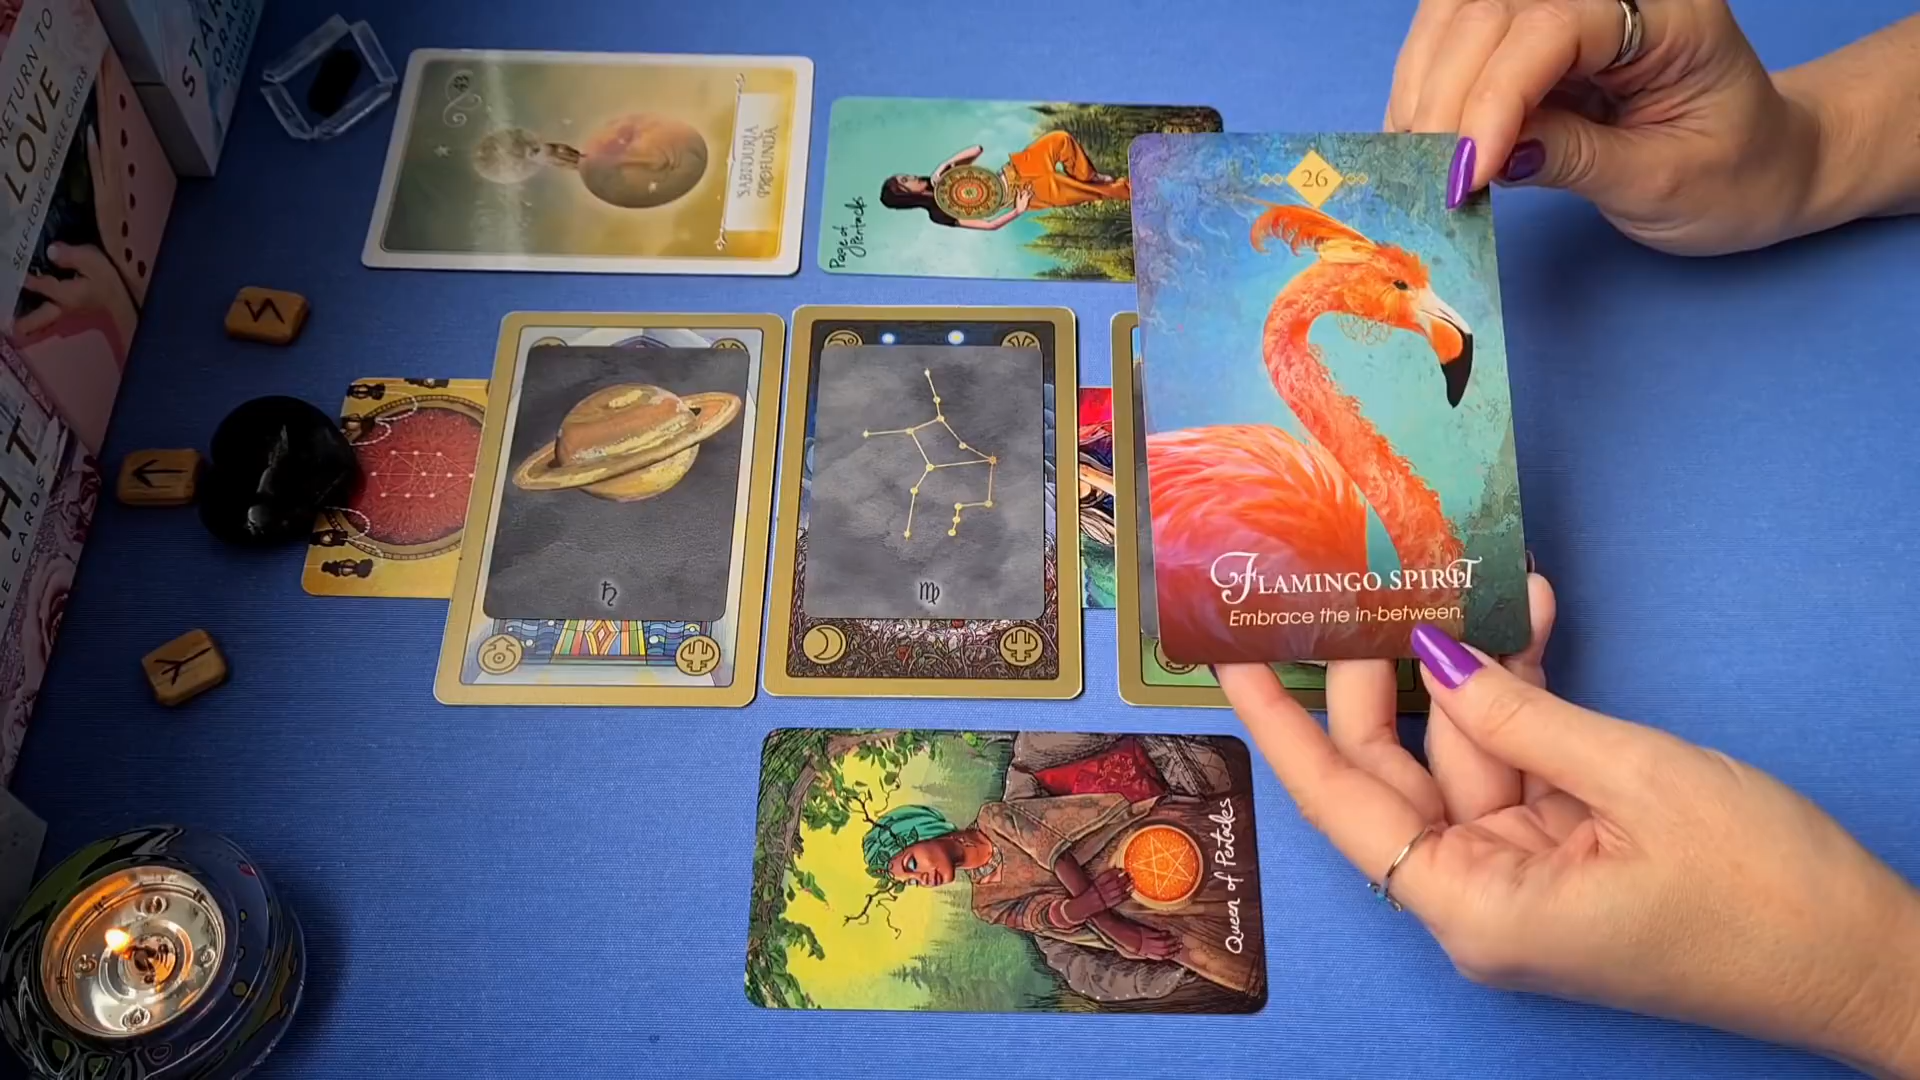 RETURN TO
LOVE
SELF-LOVE ORACLE CARDS
43
SABIDURIA
PROFUNDA
Page of
Pentacles
26
FLAMINGO SPIRIT
Embrace the in-between.
♄
♍
Queen of Pentacles